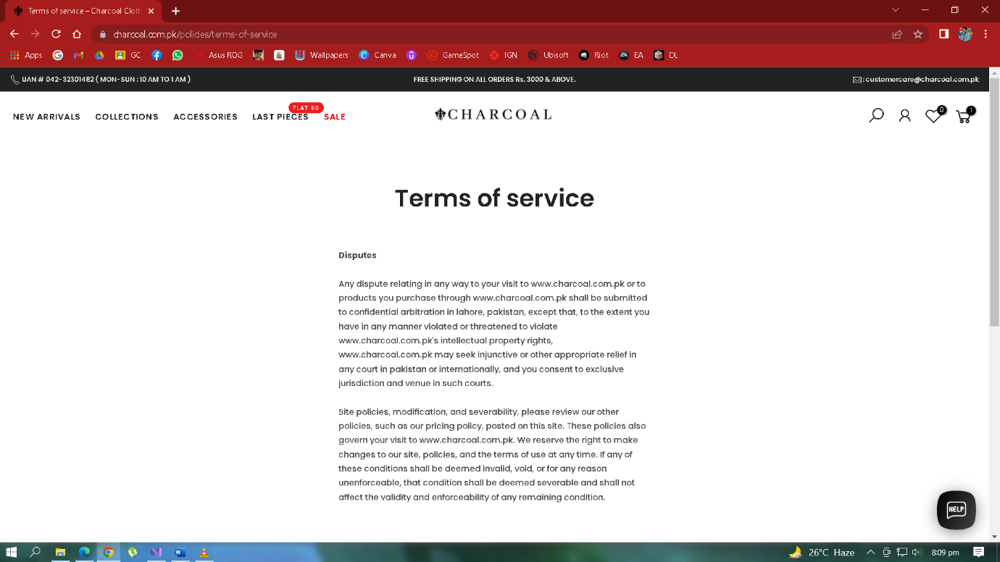 Terms of service – Charcoal Cloth
charcoal.com.pk/policies/terms-of-service
Apps
GC
Asus ROG
Wallpapers
Canva
GameSpot
IGN
Ubisoft
Riot
EA
DL
UAN # 042-32301482 ( MON-SUN : 10 AM TO 1 AM )
FREE SHIPPING ON ALL ORDERS Rs. 3000 & ABOVE.
: customercare@charcoal.com.pk
FLAT 50
NEW ARRIVALS
COLLECTIONS
ACCESSORIES
LAST PIECES
SALE
CHARCOAL
0
1
Terms of service
Disputes
Any dispute relating in any way to your visit to www.charcoal.com.pk or to
products you purchase through www.charcoal.com.pk shall be submitted
to confidential arbitration in lahore, pakistan, except that, to the extent you
have in any manner violated or threatened to violate
www.charcoal.com.pk's intellectual property rights,
www.charcoal.com.pk may seek injunctive or other appropriate relief in
any court in pakistan or internationally, and you consent to exclusive
jurisdiction and venue in such courts.
Site policies, modification, and severability, please review our other
policies, such as our pricing policy, posted on this site. These policies also
govern your visit to www.charcoal.com.pk. We reserve the right to make
changes to our site, policies, and the terms of use at any time. If any of
these conditions shall be deemed invalid, void, or for any reason
unenforceable, that condition shall be deemed severable and shall not
affect the validity and enforceability of any remaining condition.
HELP
26°C Haze
8:09 pm